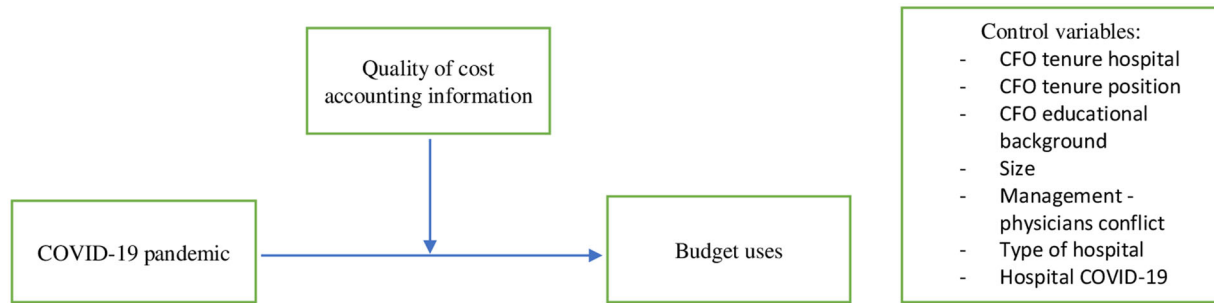 Quality of cost
accounting information
COVID-19 pandemic
Budget uses
Control variables:
- CFO tenure hospital
- CFO tenure position
- CFO educational
background
- Size
- Management -
physicians conflict
- Type of hospital
- Hospital COVID-19